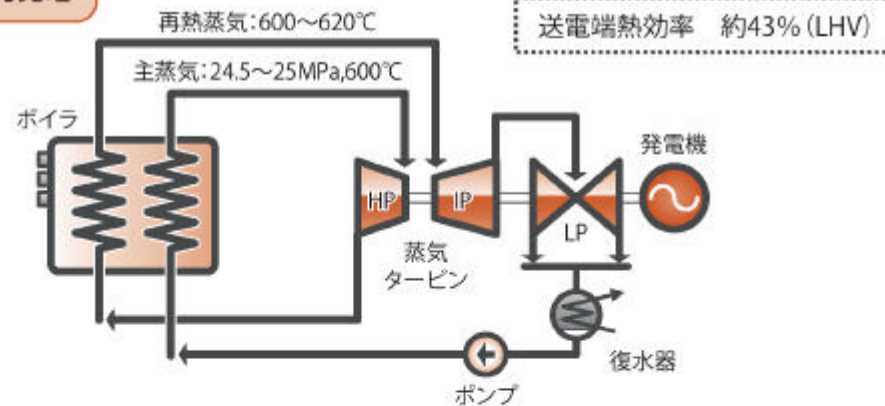 再熱蒸気：600～620℃
送電端熱効率　約43%（LHV）
主蒸気：24.5～25MPa,600℃
ボイラ
発電機
HP
IP
LP
蒸気
タービン
復水器
ポンプ